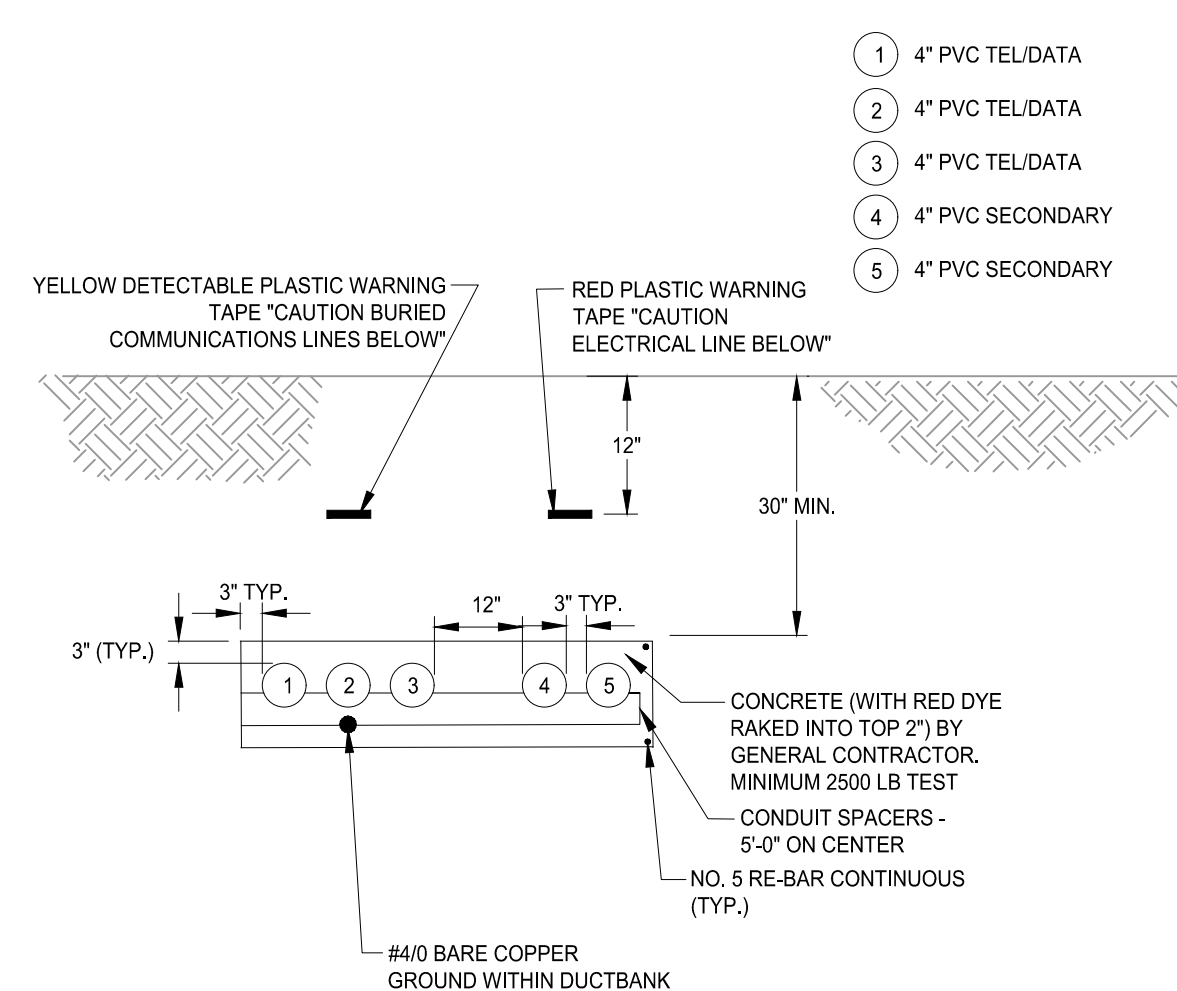 1 4" PVC TEL/DATA
2 4" PVC TEL/DATA
3 4" PVC TEL/DATA
4 4" PVC SECONDARY
5 4" PVC SECONDARY
YELLOW DETECTABLE PLASTIC WARNING
TAPE "CAUTION BURIED
COMMUNICATIONS LINES BELOW"
RED PLASTIC WARNING
TAPE "CAUTION
ELECTRICAL LINE BELOW"
12"
30" MIN.
3" TYP.
12"
3" TYP.
3" (TYP.)
1 2 3 4 5
CONCRETE (WITH RED DYE
RAKED INTO TOP 2") BY
GENERAL CONTRACTOR.
MINIMUM 2500 LB TEST
CONDUIT SPACERS -
5'-0" ON CENTER
NO. 5 RE-BAR CONTINUOUS
(TYP.)
#4/0 BARE COPPER
GROUND WITHIN DUCTBANK